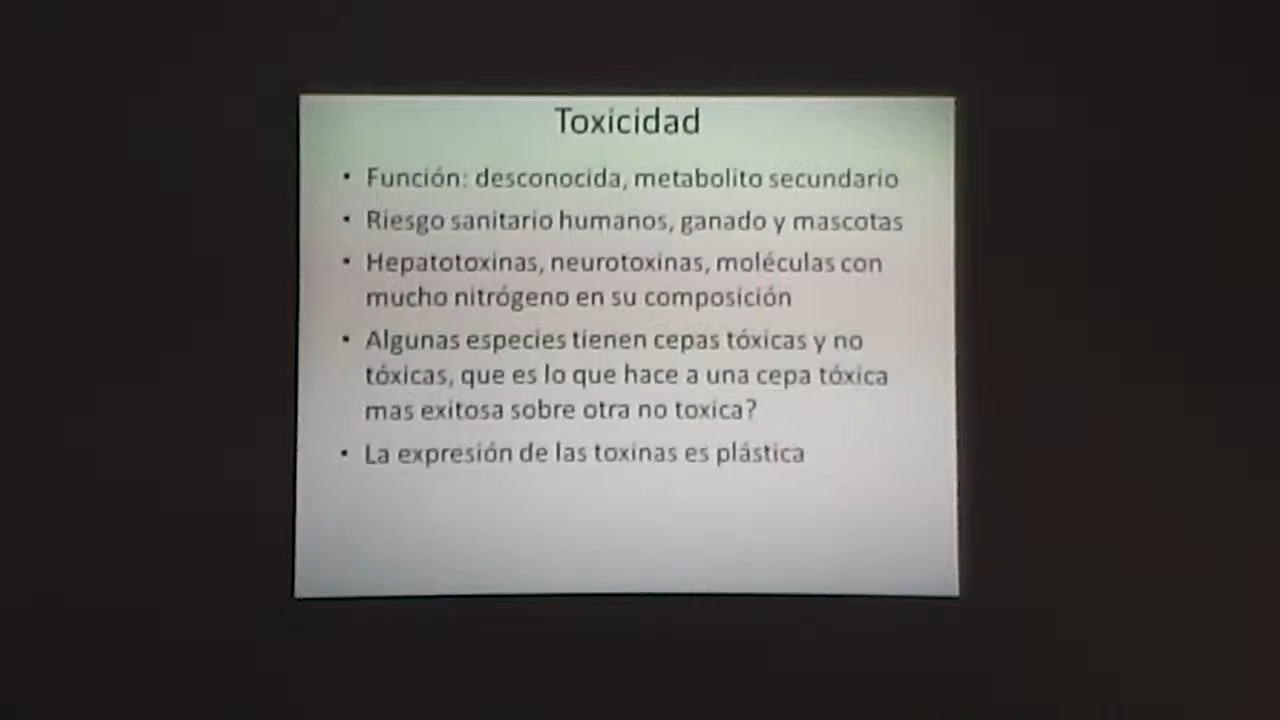 Toxicidad
• Función: desconocida, metabolito secundario
• Riesgo sanitario humanos, ganado y mascotas
• Hepatotoxinas, neurotoxinas, moléculas con
mucho nitrógeno en su composición
• Algunas especies tienen cepas tóxicas y no
tóxicas, que es lo que hace a una cepa tóxica
mas exitosa sobre otra no toxica?
• La expresión de las toxinas es plástica